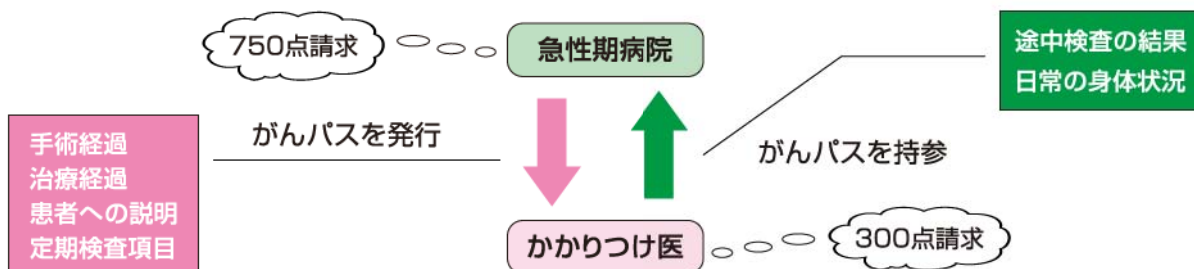 750点請求
急性期病院
途中検査の結果
日常の身体状況
手術経過
治療経過
患者への説明
定期検査項目
がんパスを発行
がんパスを持参
かかりつけ医
300点請求